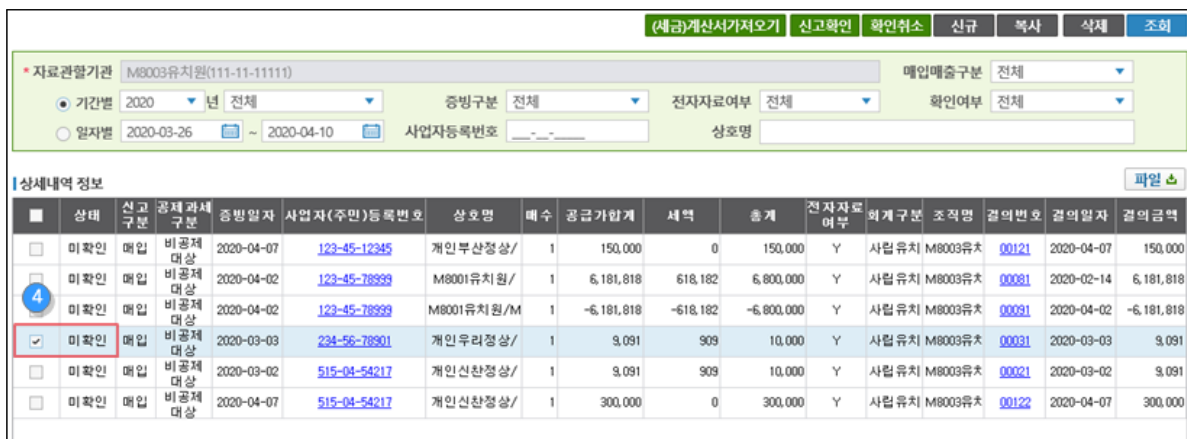 (세금)계산서가져오기 신고확인 확인취소 신규 복사 삭제 조회
* 자료관할기관 M8003유치원(111-11-11111) 매입매출구분 전체
기간별 2020 년 전체 증빙구분 전체 전자자료여부 전체 확인여부 전체
일자별 2020-03-26 ~ 2020-04-10 사업자등록번호 ___-__-_____ 상호명
상세내역 정보 파일
상태 신고구분 공제과세구분 증빙일자 사업자(주민)등록번호 상호명 매수 공급가합계 세액 총계 전자자료여부 회계구분 조직명 결의번호 결의일자 결의금액
미확인 매입 비공제대상 2020-04-07 123-45-12345 개인부산정상/ 1 150,000 0 150,000 Y 사립유치 M8003유치 00121 2020-04-07 150,000
미확인 매입 비공제대상 2020-04-02 123-45-78999 M8001유치원/ 1 6,181,818 618,182 6,800,000 Y 사립유치 M8003유치 00081 2020-02-14 6,181,818
4
미확인 매입 비공제대상 2020-04-02 123-45-78999 M8001유치원/M 1 -6,181,818 -618,182 -6,800,000 Y 사립유치 M8003유치 00091 2020-04-02 -6,181,818
미확인 매입 비공제대상 2020-03-03 234-56-78901 개인우리정상/ 1 9,091 909 10,000 Y 사립유치 M8003유치 00031 2020-03-03 9,091
미확인 매입 비공제대상 2020-03-02 515-04-54217 개인신찬정상/ 1 9,091 909 10,000 Y 사립유치 M8003유치 00021 2020-03-02 9,091
미확인 매입 비공제대상 2020-04-07 515-04-54217 개인신찬정상/ 1 300,000 0 300,000 Y 사립유치 M8003유치 00122 2020-04-07 300,000